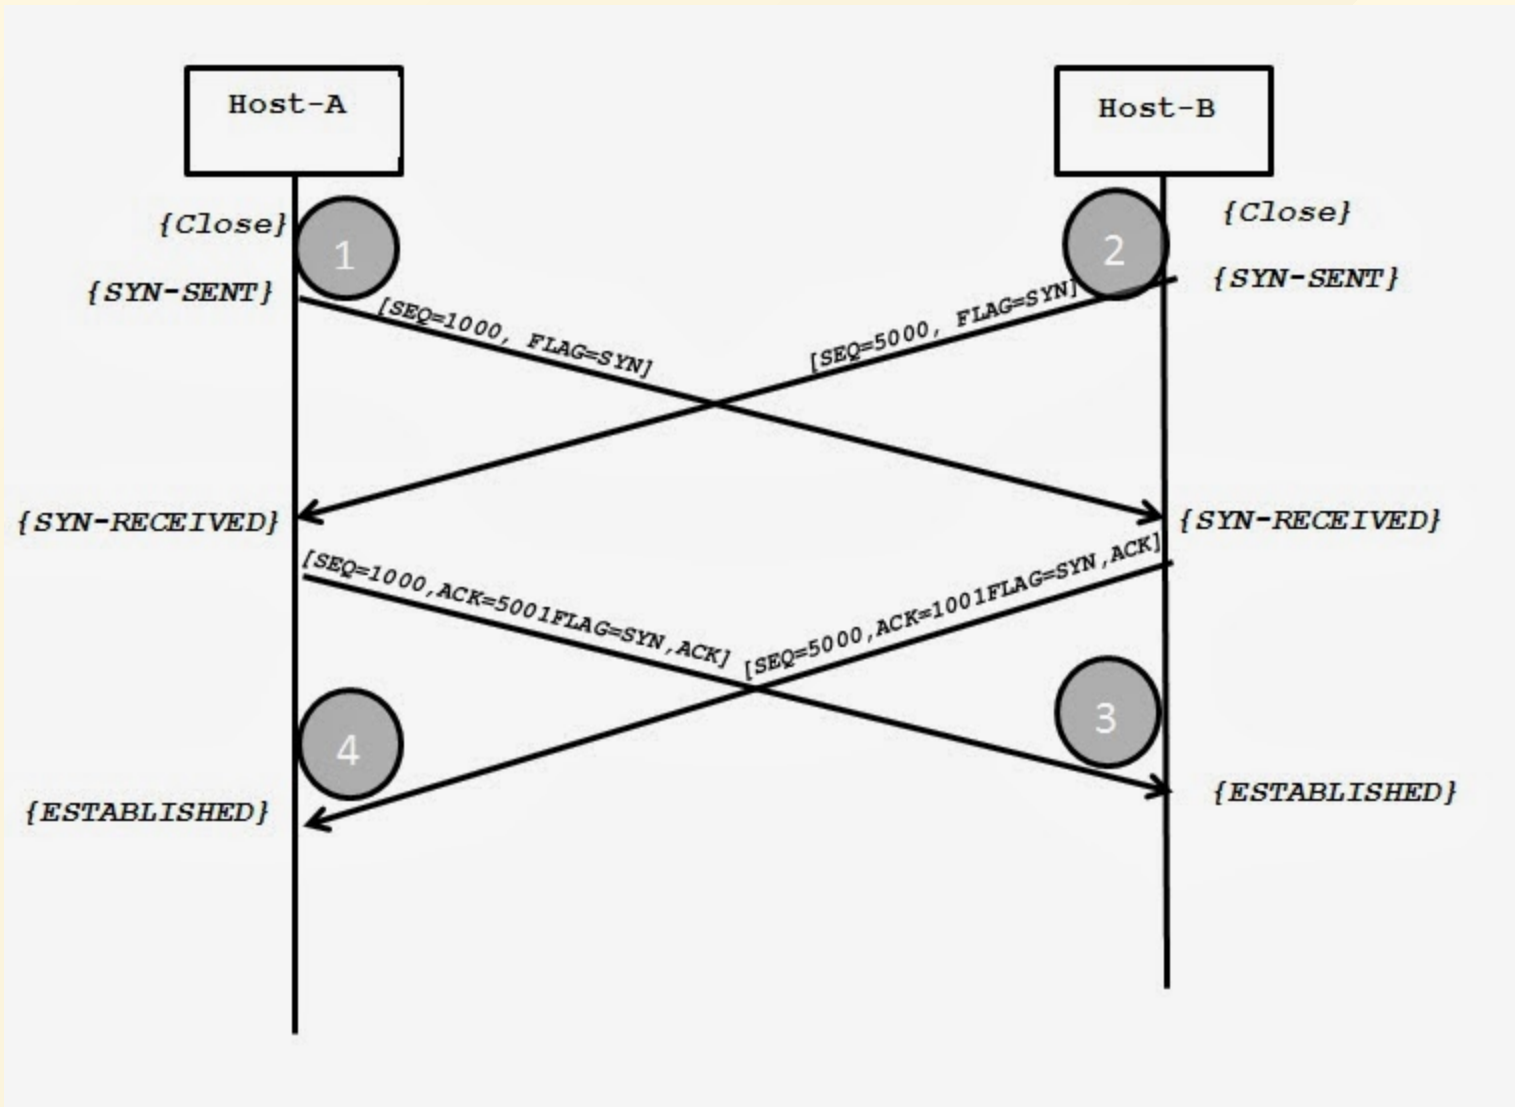 Host-A
Host-B
{Close}
1
2
{Close}
{SYN-SENT}
{SYN-SENT}
[SEQ=1000, FLAG=SYN]
[SEQ=5000, FLAG=SYN]
{SYN-RECEIVED}
{SYN-RECEIVED}
[SEQ=1000,ACK=5001FLAG=SYN,ACK]
[SEQ=5000,ACK=1001FLAG=SYN,ACK]
4
3
{ESTABLISHED}
{ESTABLISHED}